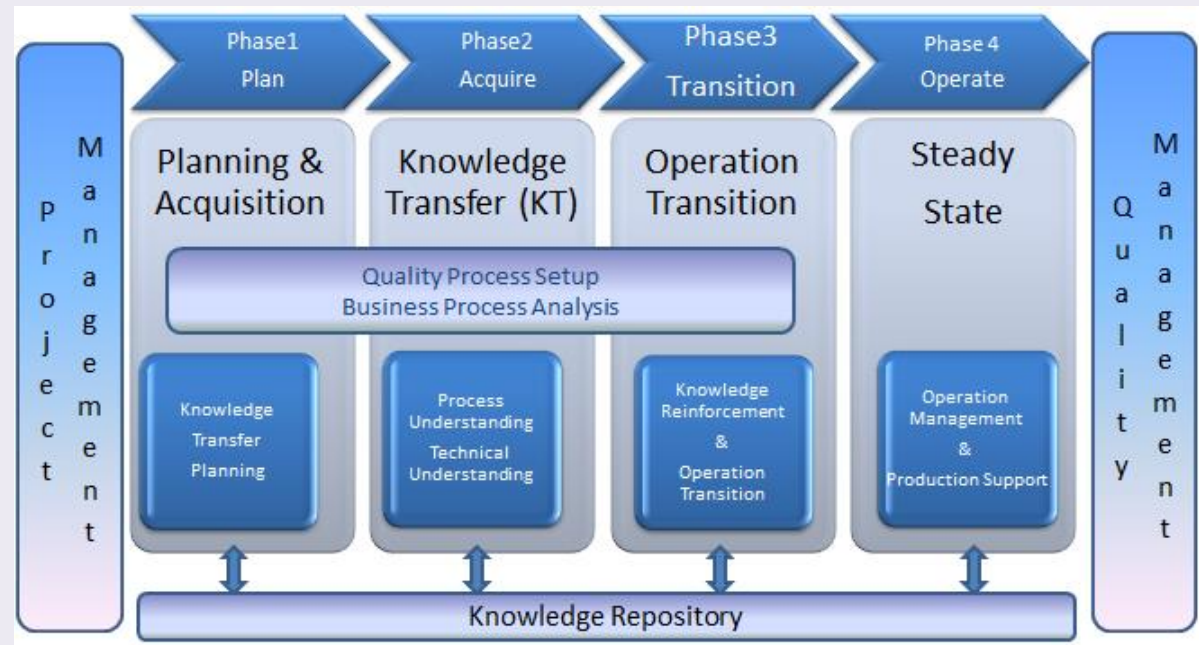 Phase1
Plan
Phase2
Acquire
Phase3
Transition
Phase 4
Operate
Project
Management
Planning &
Acquisition
Knowledge
Transfer (KT)
Operation
Transition
Steady
State
Quality Process Setup
Business Process Analysis
Knowledge
Transfer
Planning
Process
Understanding
Technical
Understanding
Knowledge
Reinforcement
&
Operation
Transition
Operation
Management
&
Production Support
Quality
Management
Knowledge Repository